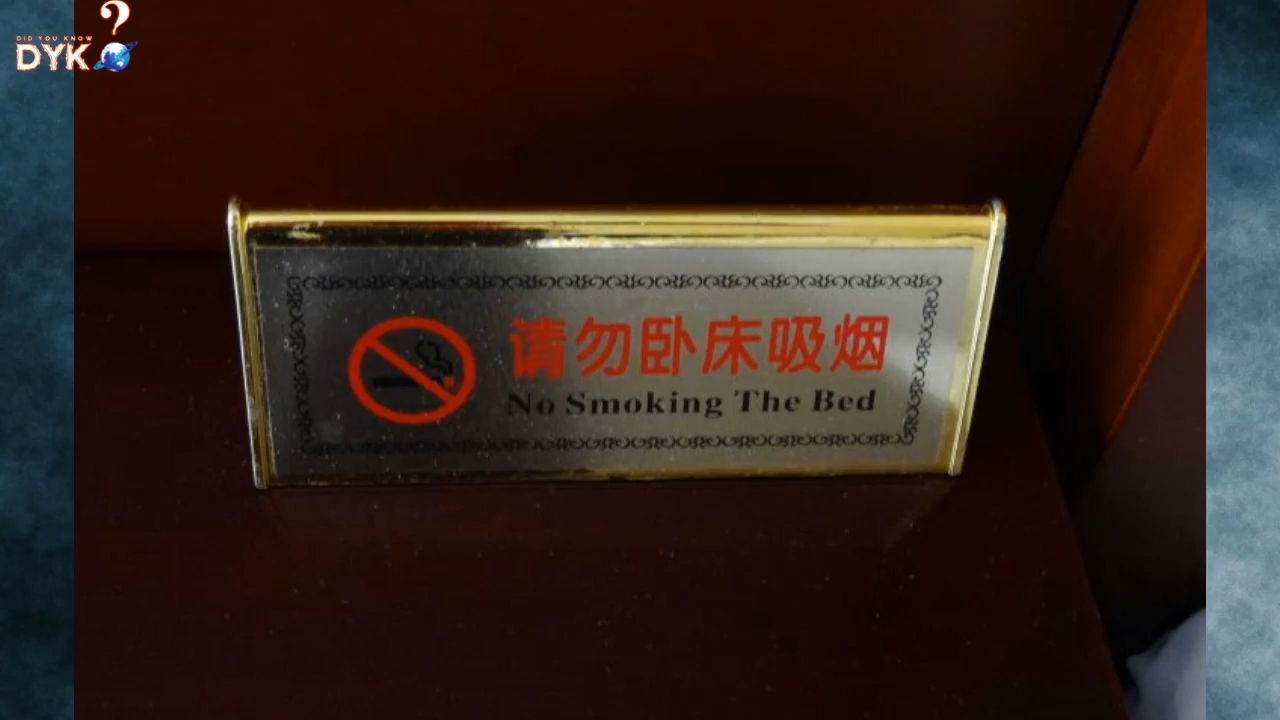 DID YOU KNOW
?
DYK
请勿卧床吸烟
No Smoking The Bed